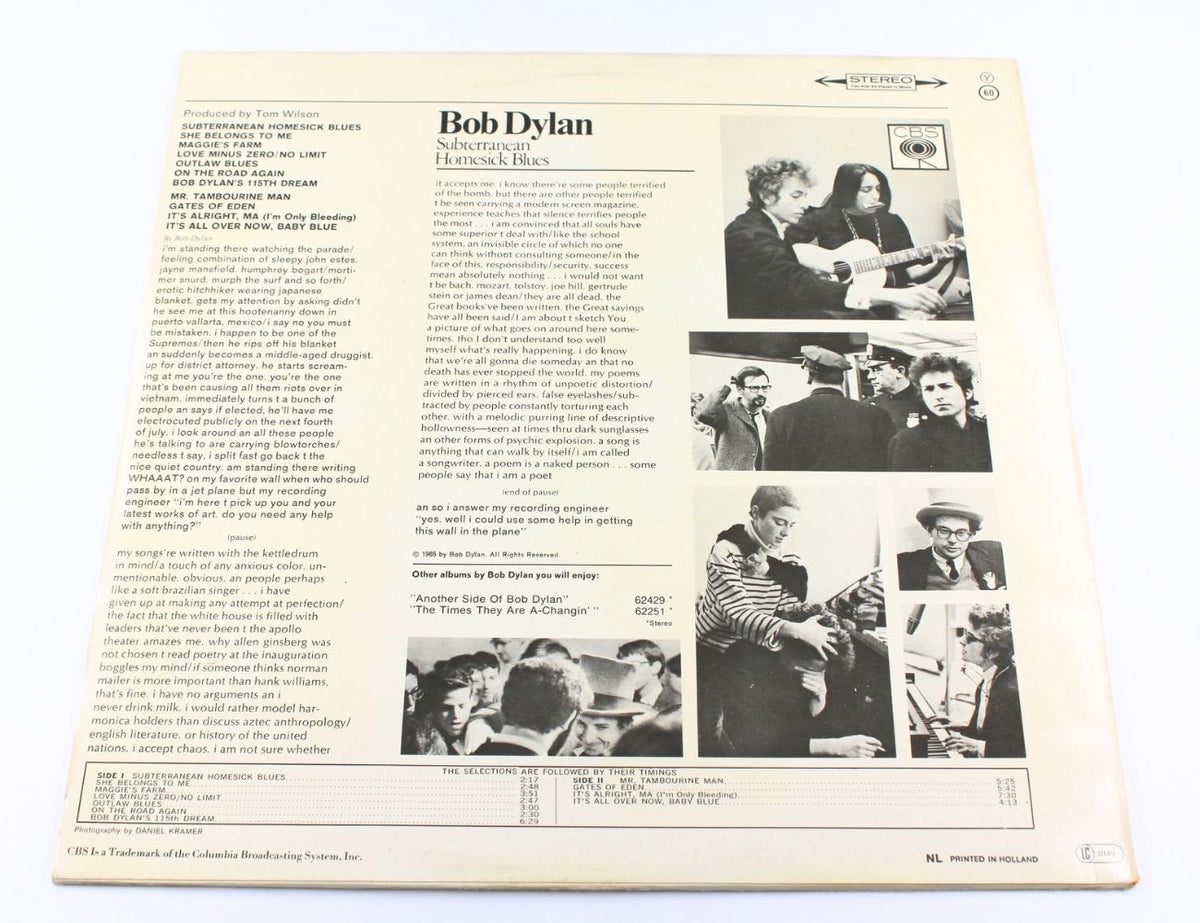 STEREO
Can Also Be Played In Mono
Y
60
Produced by Tom Wilson
SUBTERRANEAN HOMESICK BLUES
SHE BELONGS TO ME
MAGGIE'S FARM
LOVE MINUS ZERO/NO LIMIT
OUTLAW BLUES
ON THE ROAD AGAIN
BOB DYLAN'S 115TH DREAM
MR. TAMBOURINE MAN
GATES OF EDEN
IT'S ALRIGHT, MA (I'm Only Bleeding)
IT'S ALL OVER NOW, BABY BLUE
By Bob Dylan
i'm standing there watching the parade/
feeling combination of sleepy john estes.
jayne mansfield. humphrey bogart/morti-
mer snurd. murph the surf and so forth/
erotic hitchhiker wearing japanese
blanket. gets my attention by asking didn't
he see me at this hootenanny down in
puerto vallarta, mexico/i say no you must
be mistaken. i happen to be one of the
Supremes/then he rips off his blanket
an suddenly becomes a middle-aged druggist.
up for district attorney. he starts scream-
ing at me you're the one. you're the one
that's been causing all them riots over in
vietnam. immediately turns t a bunch of
people an says if elected, he'll have me
electrocuted publicly on the next fourth
of july. i look around an all these people
he's talking to are carrying blowtorches/
needless t say, i split fast go back t the
nice quiet country. am standing there writing
WHAAAT? on my favorite wall when who should
pass by in a jet plane but my recording
engineer "i'm here t pick up you and your
latest works of art. do you need any help
with anything?"
(pause)
my songs're written with the kettledrum
in mind/a touch of any anxious color. un-
mentionable. obvious. an people perhaps
like a soft brazilian singer . . . i have
given up at making any attempt at perfection/
the fact that the white house is filled with
leaders that've never been t the apollo
theater amazes me. why allen ginsberg was
not chosen t read poetry at the inauguration
boggles my mind/if someone thinks norman
mailer is more important than hank williams,
that's fine. i have no arguments an i
never drink milk. i would rather model har-
monica holders than discuss aztec anthropology/
english literature. or history of the united
nations. i accept chaos. i am not sure whether
Bob Dylan
Subterranean
Homesick Blues
it accepts me. i know there're some people terrified
of the bomb. but there are other people terrified
t be seen carrying a modern screen magazine.
experience teaches that silence terrifies people
the most . . . i am convinced that all souls have
some superior t deal with/like the school
system, an invisible circle of which no one
can think without consulting someone/in the
face of this, responsibility/security, success
mean absolutely nothing . . . i would not want
t be bach. mozart. tolstoy. joe hill. gertrude
stein or james dean/they are all dead. the
Great books've been written. the Great sayings
have all been said/I am about t sketch You
a picture of what goes on around here some-
times. tho I don't understand too well
myself what's really happening. i do know
that we're all gonna die someday an that no
death has ever stopped the world. my poems
are written in a rhythm of unpoetic distortion/
divided by pierced ears. false eyelashes/sub-
tracted by people constantly torturing each
other. with a melodic purring line of descriptive
hollowness—seen at times thru dark sunglasses
an other forms of psychic explosion. a song is
anything that can walk by itself/i am called
a songwriter. a poem is a naked person . . . some
people say that i am a poet
(end of pause)
an so i answer my recording engineer
"yes. well i could use some help in getting
this wall in the plane"
© 1965 by Bob Dylan. All Rights Reserved.
Other albums by Bob Dylan you will enjoy:
"Another Side Of Bob Dylan" 62429 *
"The Times They Are A-Changin' " 62251 *
*Stereo
CBS
THE SELECTIONS ARE FOLLOWED BY THEIR TIMINGS
SIDE I SUBTERRANEAN HOMESICK BLUES 2:17
SHE BELONGS TO ME 2:48
MAGGIE'S FARM 3:51
LOVE MINUS ZERO/NO LIMIT 2:47
OUTLAW BLUES 3:00
ON THE ROAD AGAIN 2:30
BOB DYLAN'S 115th DREAM 6:29
SIDE II MR. TAMBOURINE MAN 5:25
GATES OF EDEN 5:42
IT'S ALRIGHT, MA (I'm Only Bleeding) 7:30
IT'S ALL OVER NOW, BABY BLUE 4:13
Photography by DANIEL KRAMER
CBS Is a Trademark of the Columbia Broadcasting System, Inc.
NL PRINTED IN HOLLAND
LC 0149